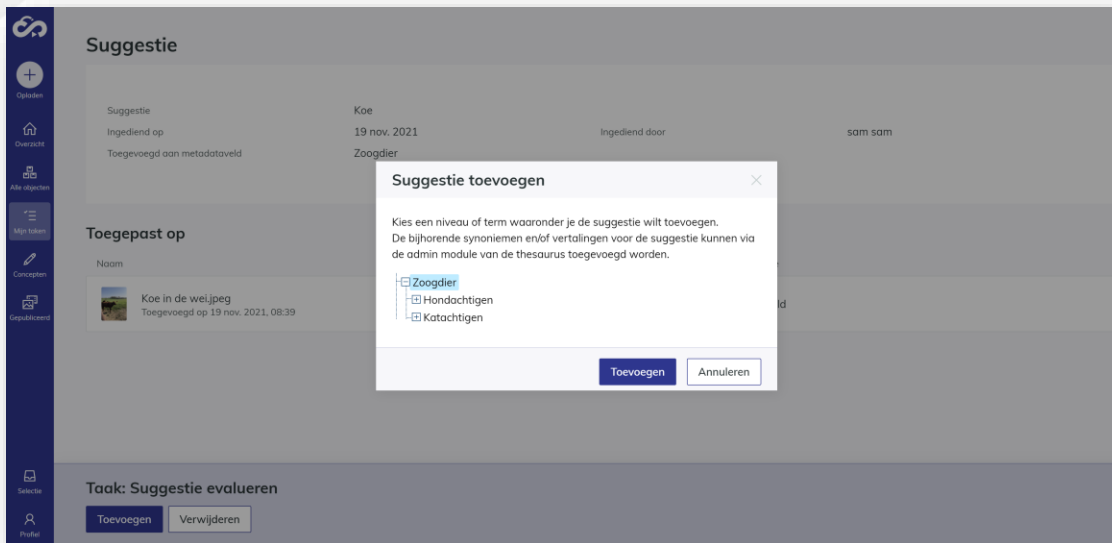 Opladen
Overzicht
Alle objecten
Mijn taken
Concepten
Gepubliceerd
Selectie
Profiel
Suggestie
Suggestie Koe
Ingediend op 19 nov. 2021 Ingediend door sam sam
Toegevoegd aan metadataveld Zoogdier
Toegepast op
Naam
Koe in de wei.jpeg
Toegevoegd op 19 nov. 2021, 08:39
Suggestie toevoegen
Kies een niveau of term waaronder je de suggestie wilt toevoegen.
De bijhorende synoniemen en/of vertalingen voor de suggestie kunnen via
de admin module van de thesaurus toegevoegd worden.
Zoogdier
Hondachtigen
Katachtigen
Toevoegen Annuleren
Taak: Suggestie evalueren
Toevoegen Verwijderen